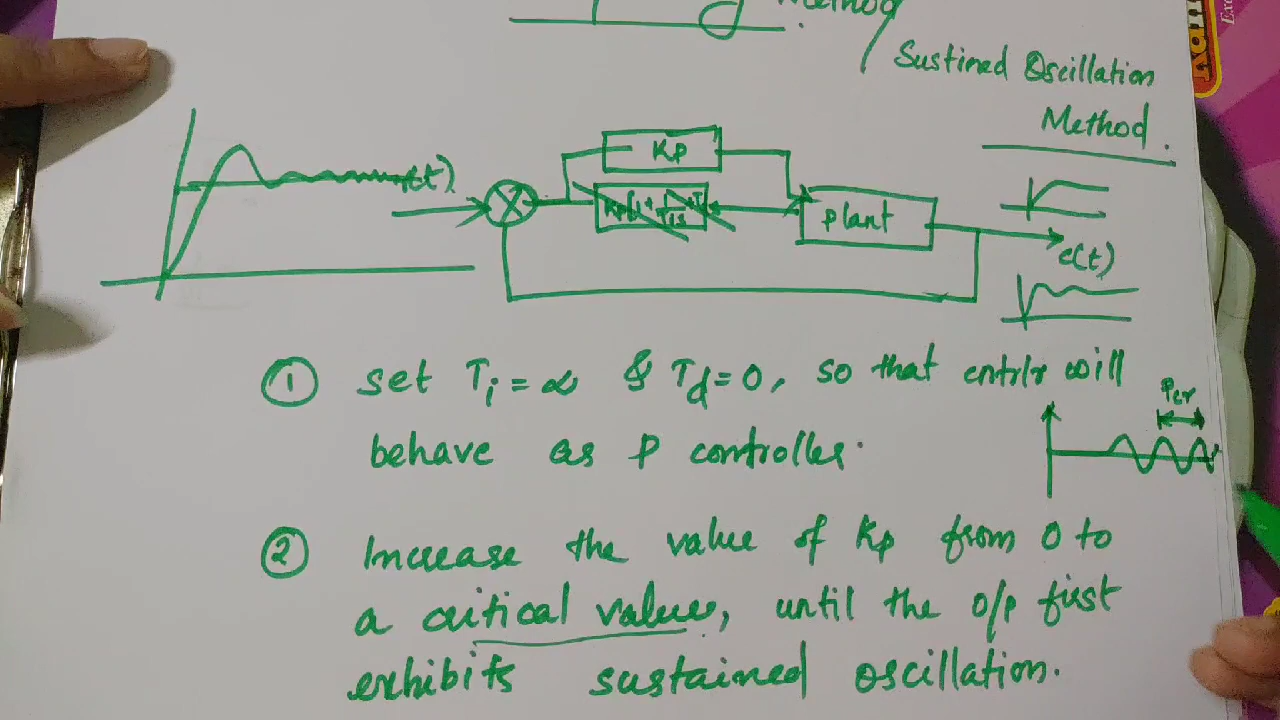 Method /
Sustined Oscillation
Method.
Kp
Plant
c(t)
① set Ti = ∞ & Td = 0, so that cntrlr will
behave as P controller.
Pcr
② Increase the value of Kp from 0 to
a critical value, until the o/p first
exhibits sustained oscillation.